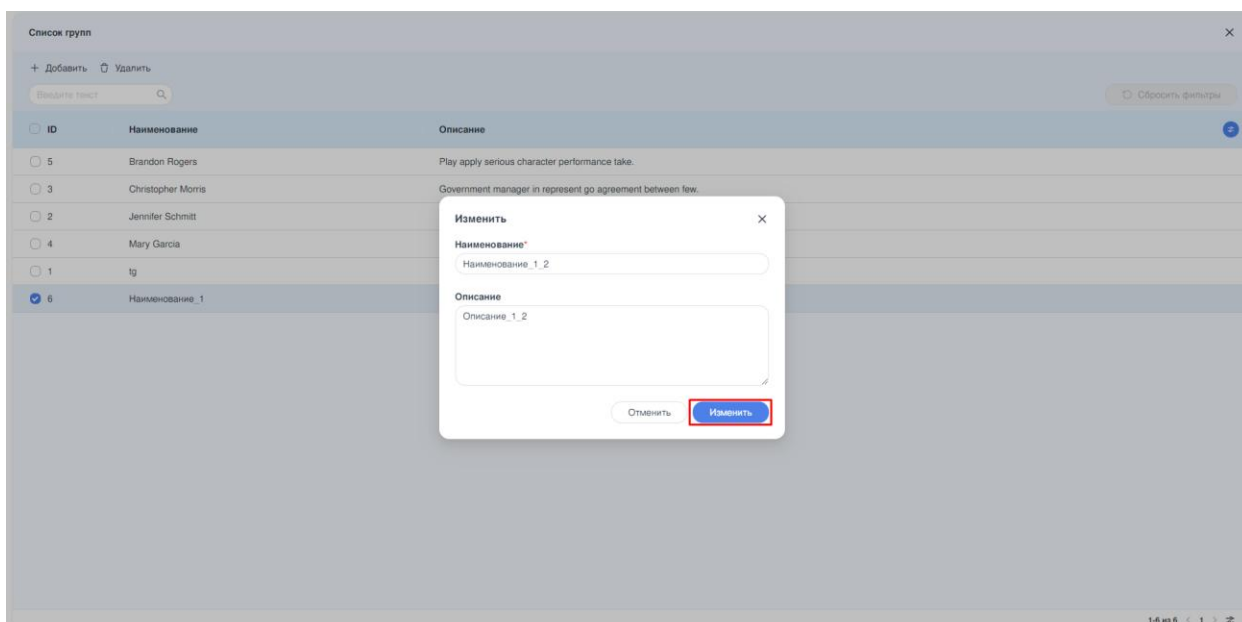 Список групп
+ Добавить Удалить
Введите текст
Сбросить фильтры
ID Наименование Описание
5 Brandon Rogers Play apply serious character performance take.
3 Christopher Morris Government manager in represent go agreement between few.
2 Jennifer Schmitt
4 Mary Garcia
1 tg
6 Наименование_1
Изменить
Наименование*
Наименование_1_2
Описание
Описание_1_2
Отменить Изменить
1-6 из 6 < 1 >